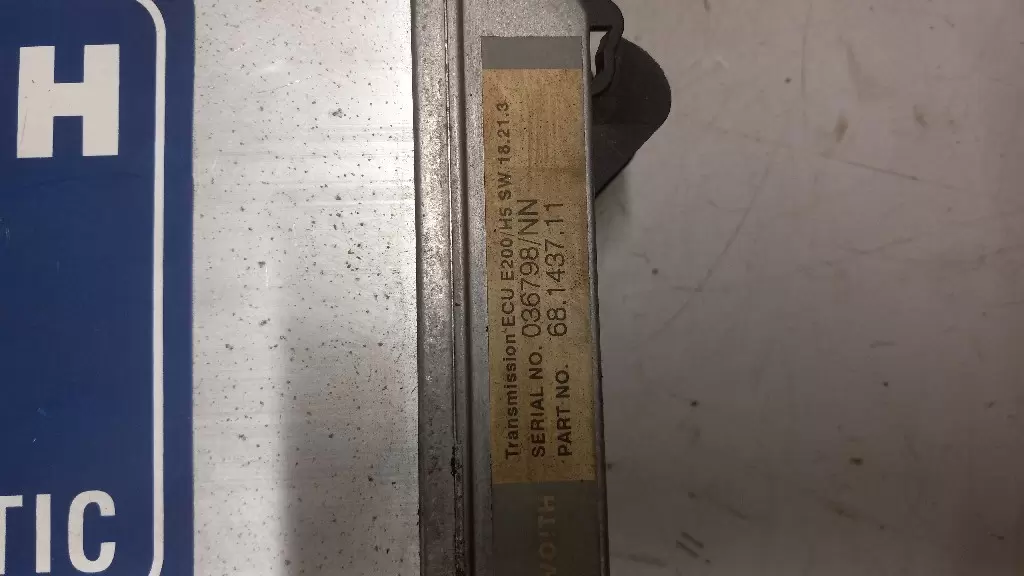 H
TIC
Transmission ECU E200/H5 SW 18.21.3
SERIAL NO. 036798/NN
PART NO. 68.1437.11
VOITH